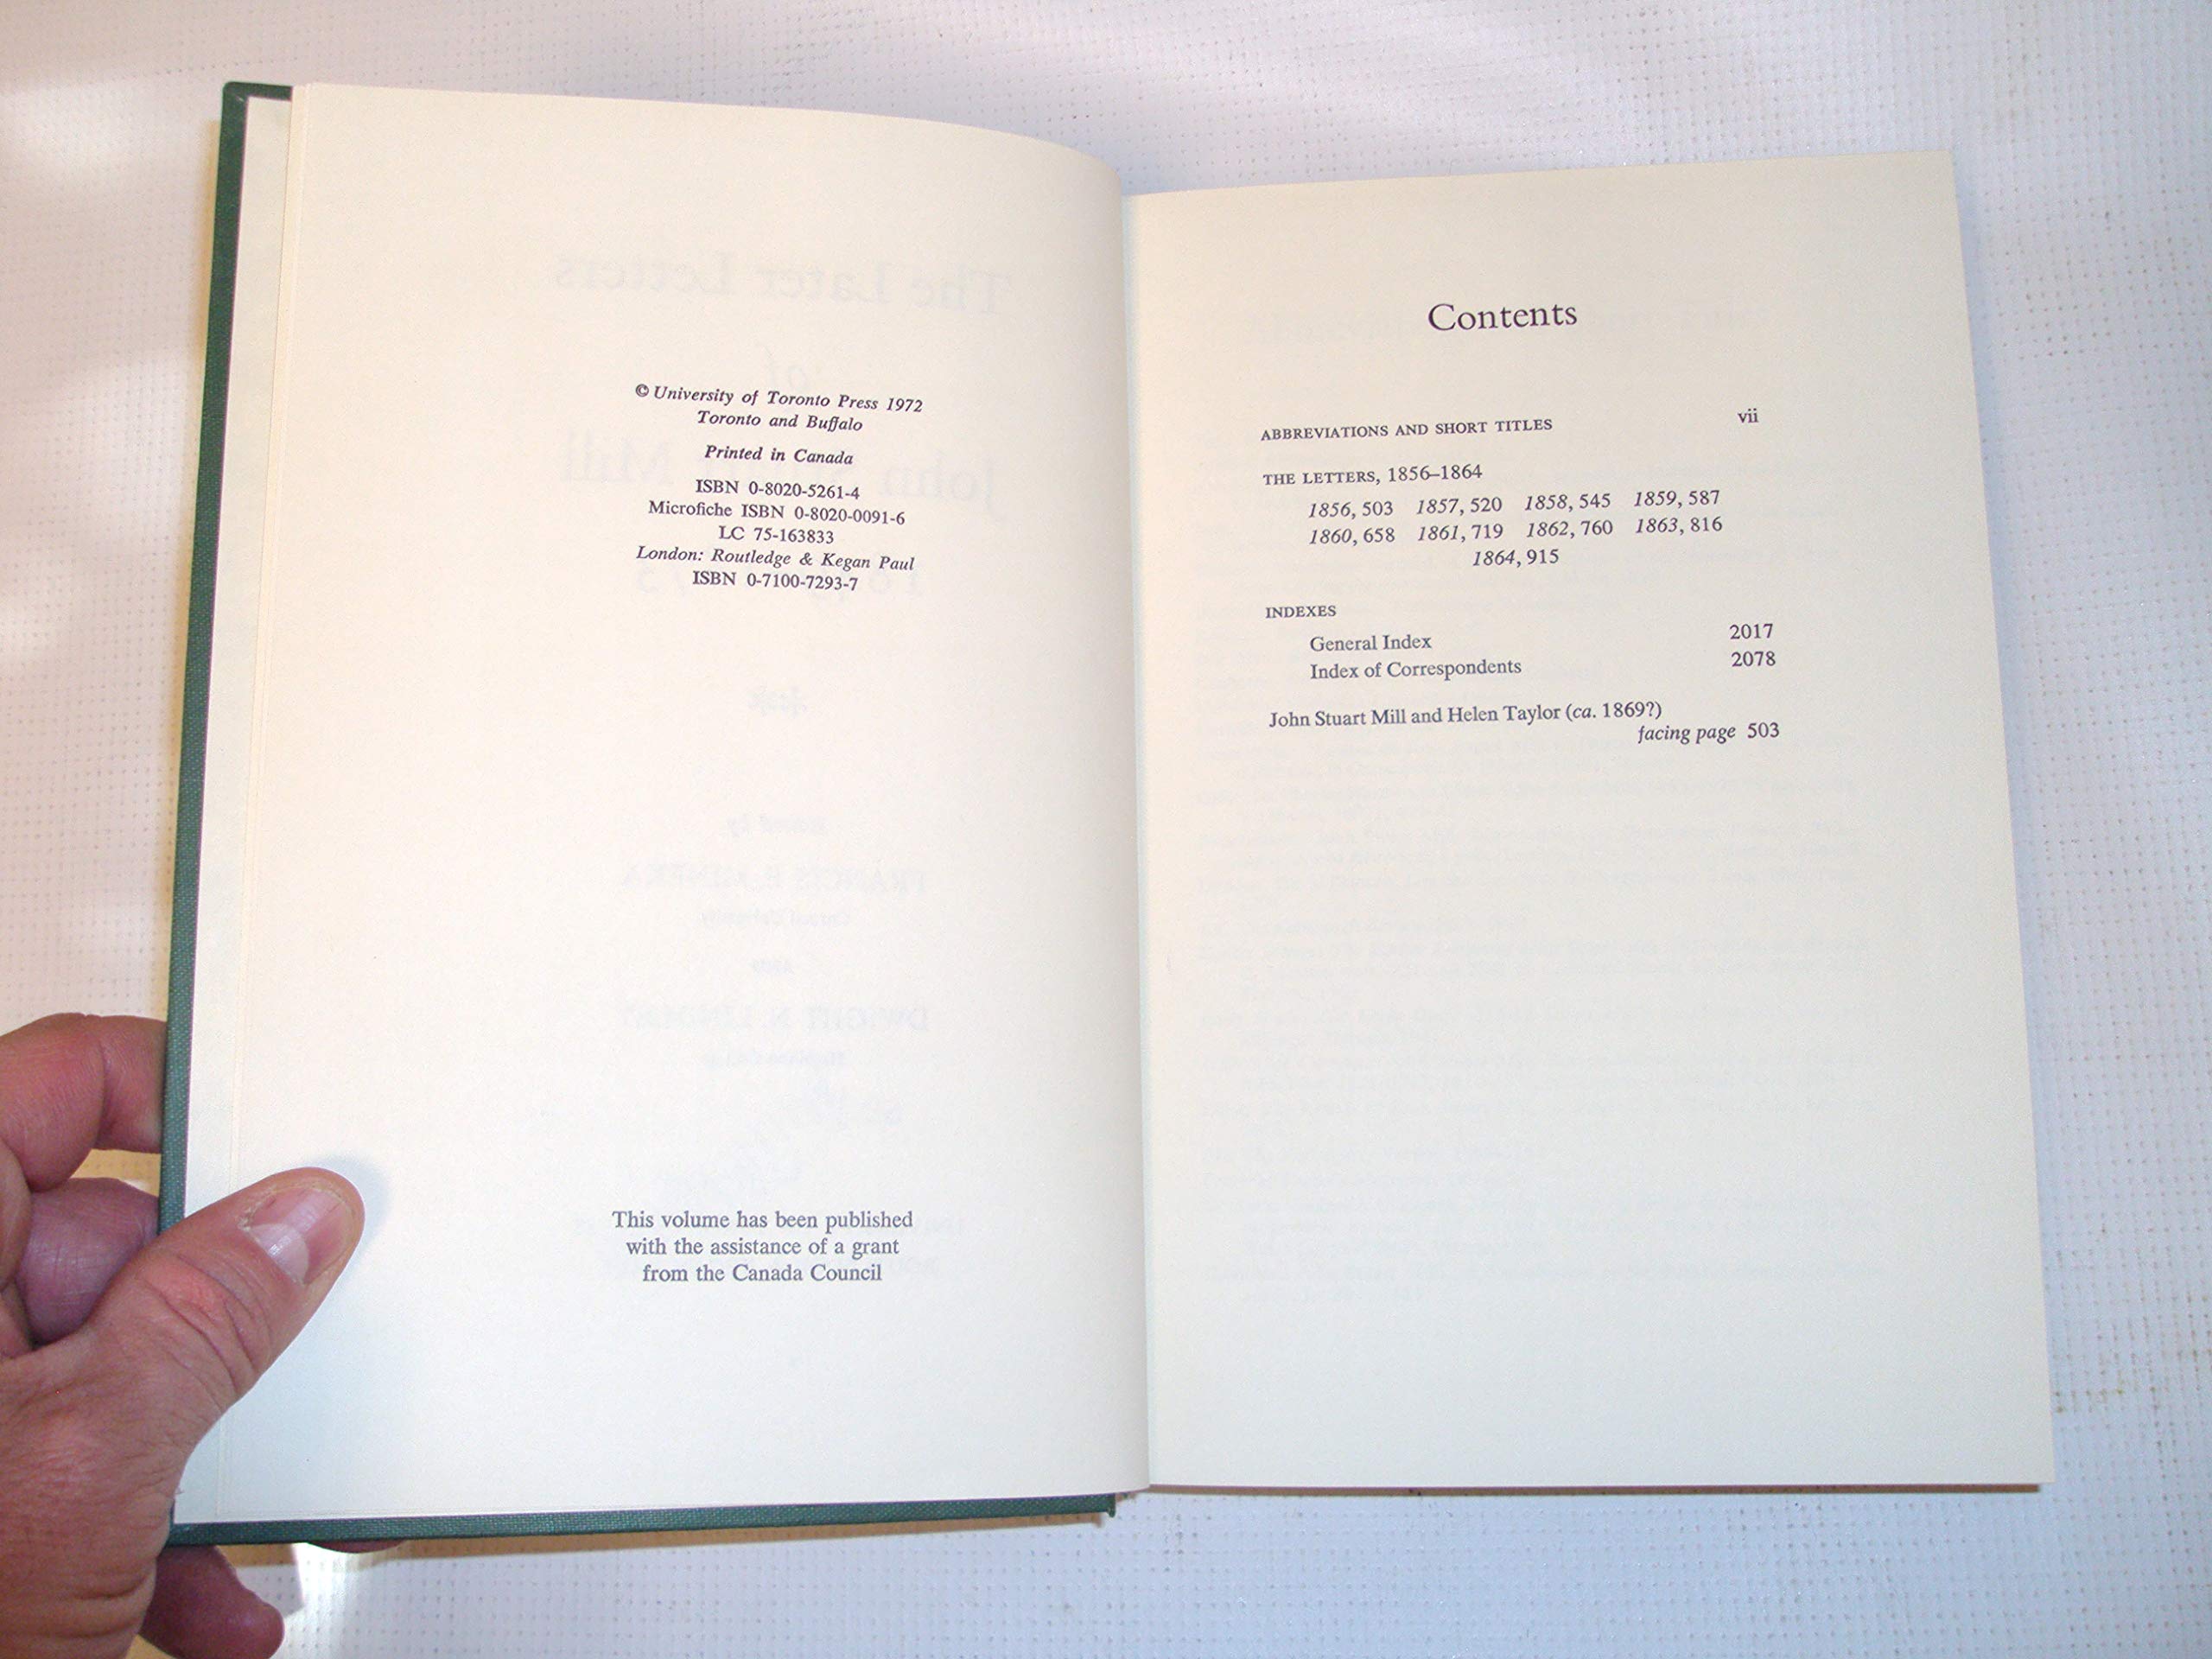 © University of Toronto Press 1972
Toronto and Buffalo
Printed in Canada
ISBN 0-8020-5261-4
Microfiche ISBN 0-8020-0091-6
LC 75-163833
London: Routledge & Kegan Paul
ISBN 0-7100-7293-7
This volume has been published
with the assistance of a grant
from the Canada Council
Contents
ABBREVIATIONS AND SHORT TITLES vii
THE LETTERS, 1856–1864
1856, 503 1857, 520 1858, 545 1859, 587
1860, 658 1861, 719 1862, 760 1863, 816
1864, 915
INDEXES
General Index 2017
Index of Correspondents 2078
John Stuart Mill and Helen Taylor (ca. 1869?)
facing page 503